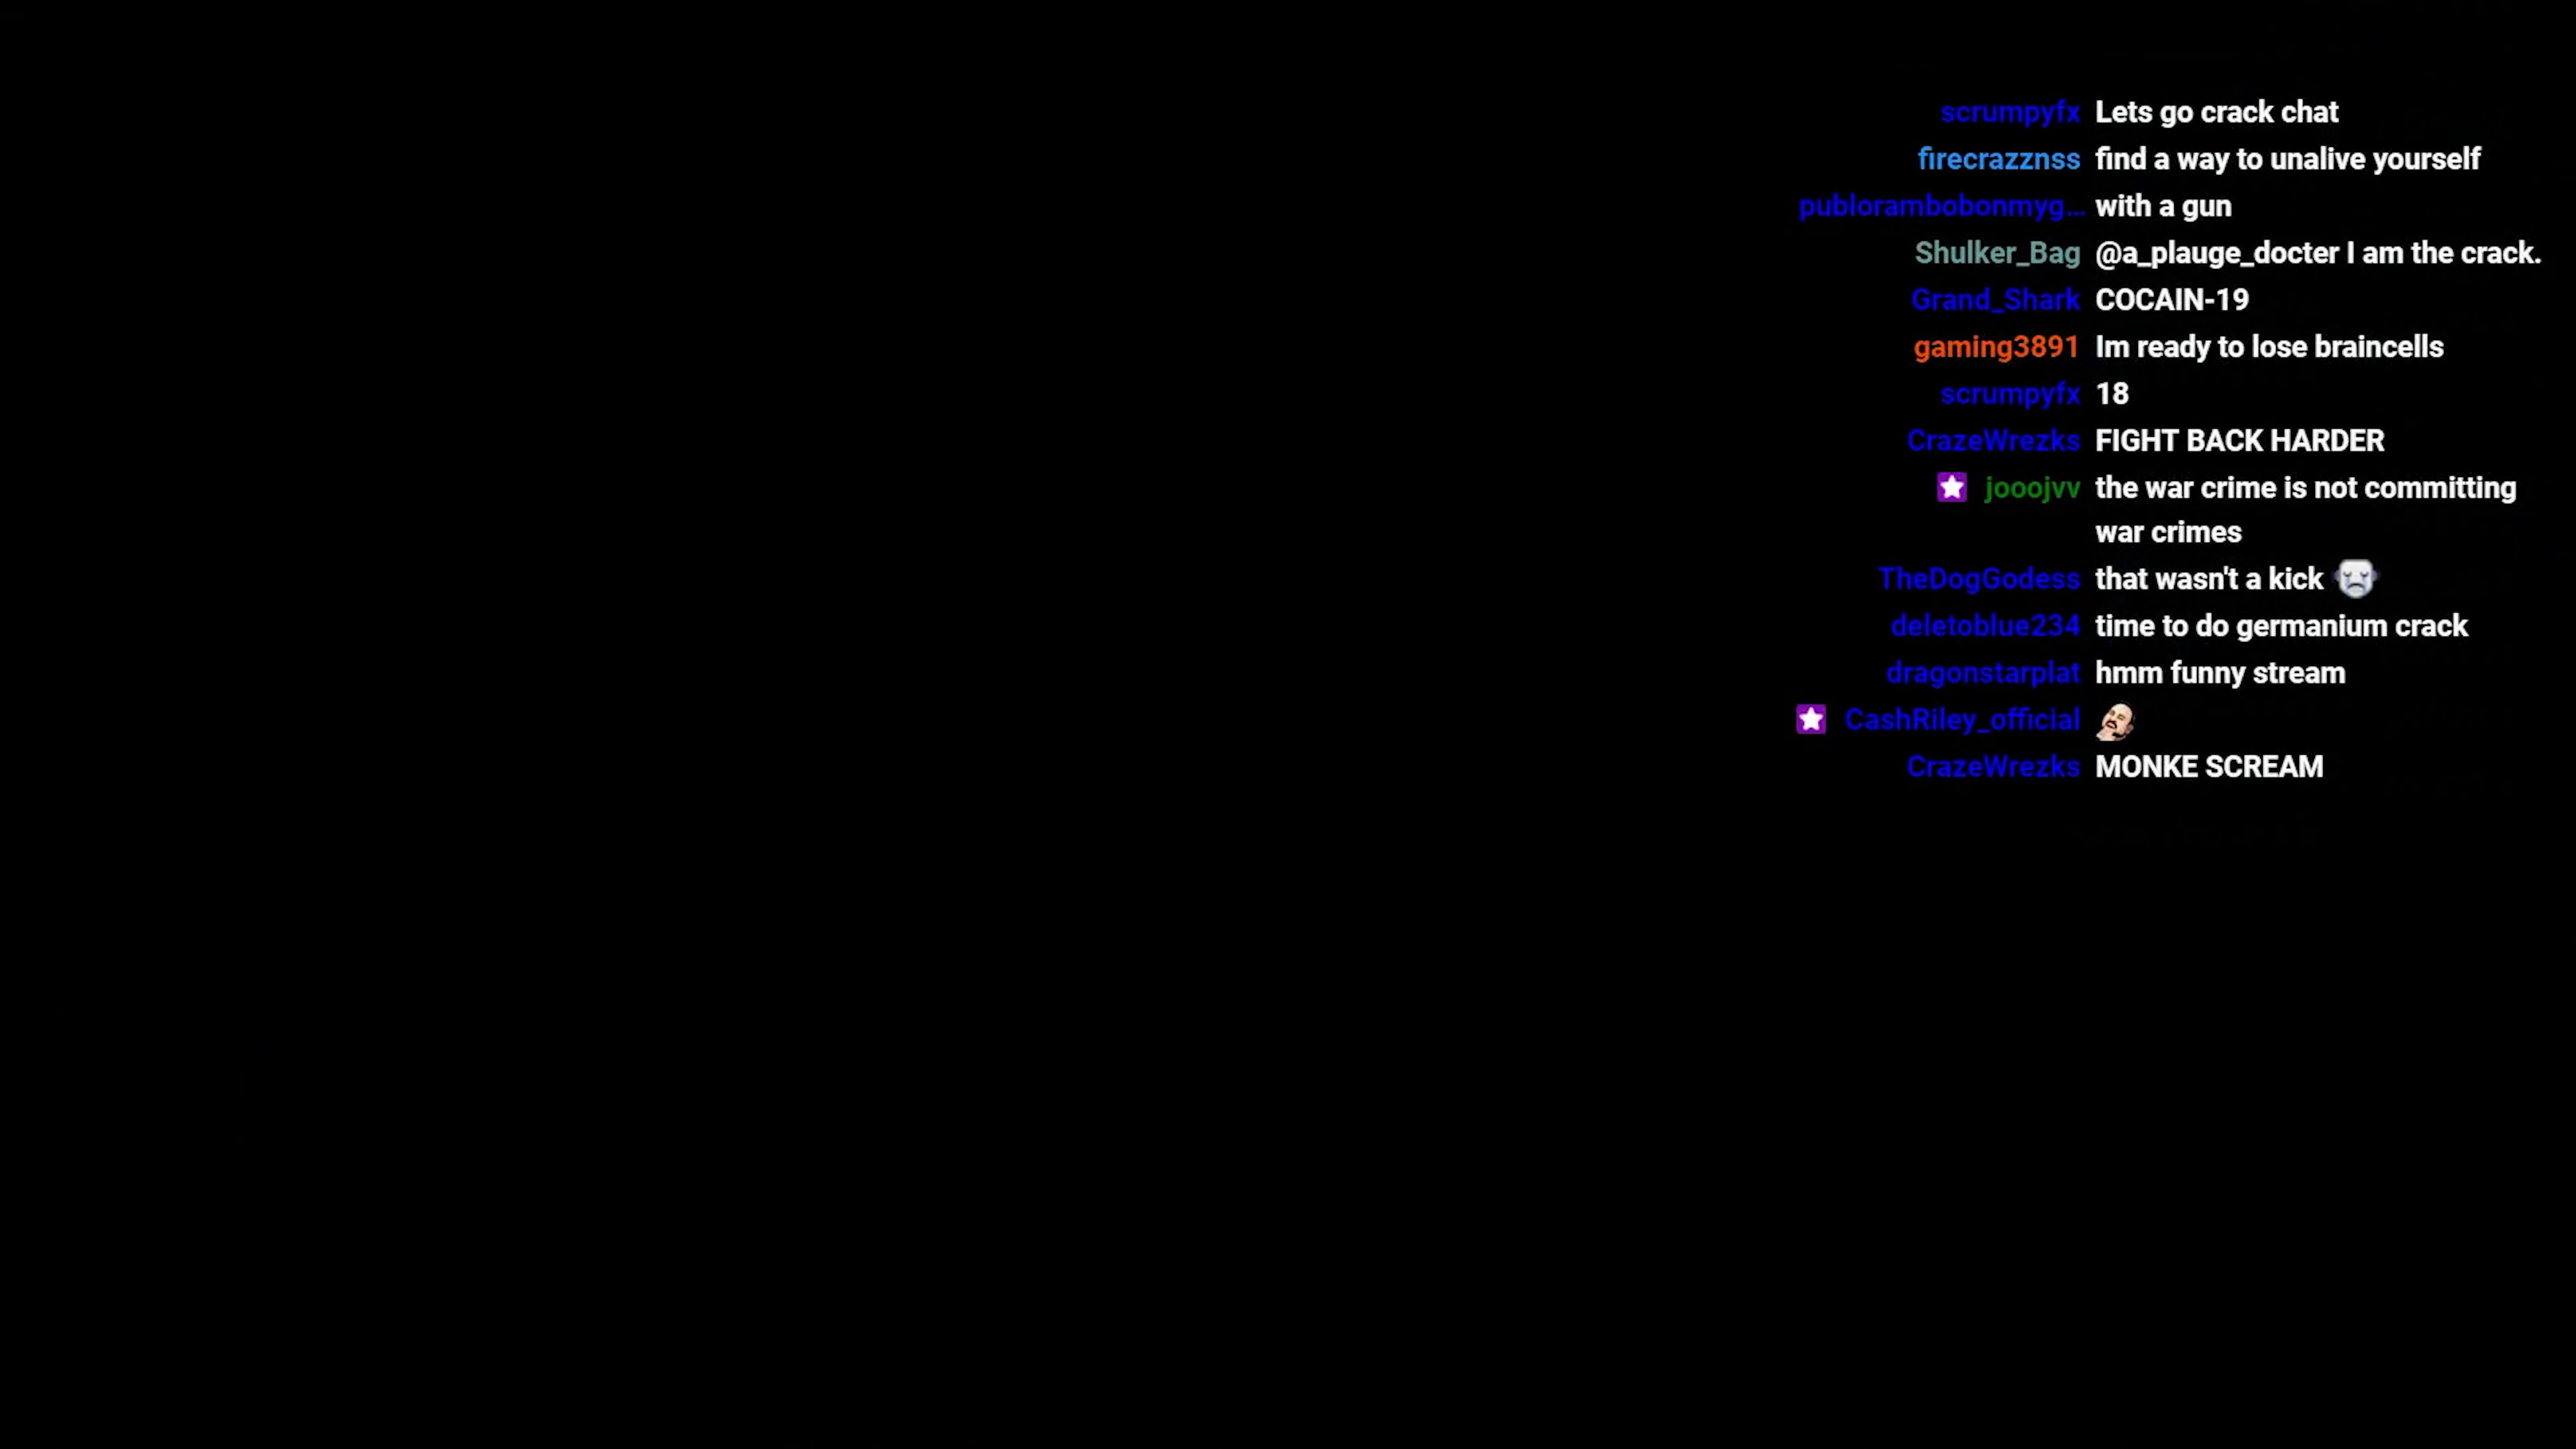 scrumpyfx Lets go crack chat
firecrazznss find a way to unalive yourself
publorambobonmyg... with a gun
Shulker_Bag @a_plauge_docter I am the crack.
Grand_Shark COCAIN-19
gaming3891 Im ready to lose braincells
scrumpyfx 18
CrazeWrezks FIGHT BACK HARDER
jooojvv the war crime is not committing
war crimes
TheDogGodess that wasn't a kick
deletoblue234 time to do germanium crack
dragonstarplat hmm funny stream
CashRiley_official
CrazeWrezks MONKE SCREAM